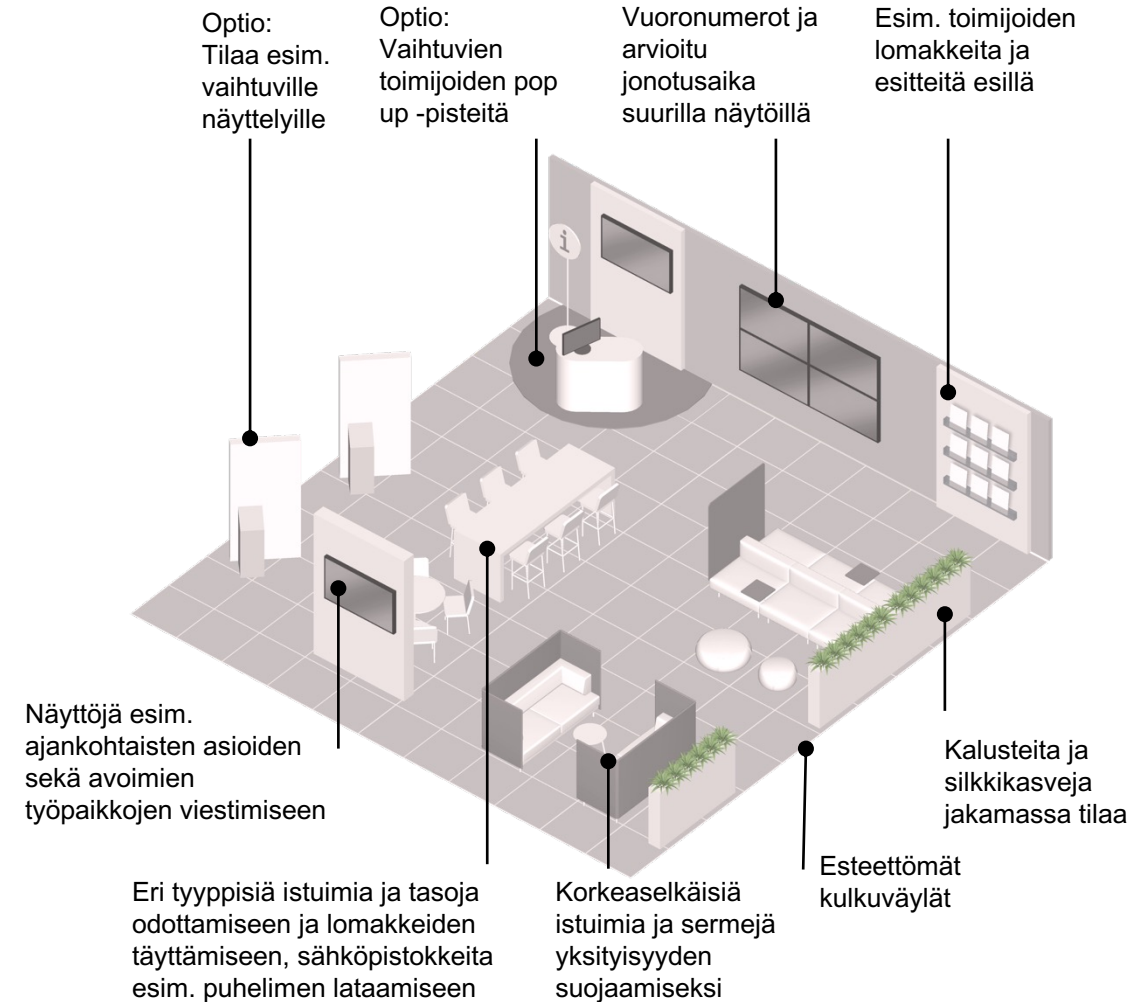 Optio:
Tilaa esim.
vaihtuville
näyttelyille
Optio:
Vaihtuvien
toimijoiden pop
up -pisteitä
Vuoronumerot ja
arvioitu
jonotusaika
suurilla näytöillä
Esim. toimijoiden
lomakkeita ja
esitteitä esillä
i
Näyttöjä esim.
ajankohtaisten asioiden
sekä avoimien
työpaikkojen viestimiseen
Kalusteita ja
silkkikasveja
jakamassa tilaa
Esteettömät
kulkuväylät
Eri tyyppisiä istuimia ja tasoja
odottamiseen ja lomakkeiden
täyttämiseen, sähköpistokkeita
esim. puhelimen lataamiseen
Korkeaselkäisiä
istuimia ja sermejä
yksityisyyden
suojaamiseksi